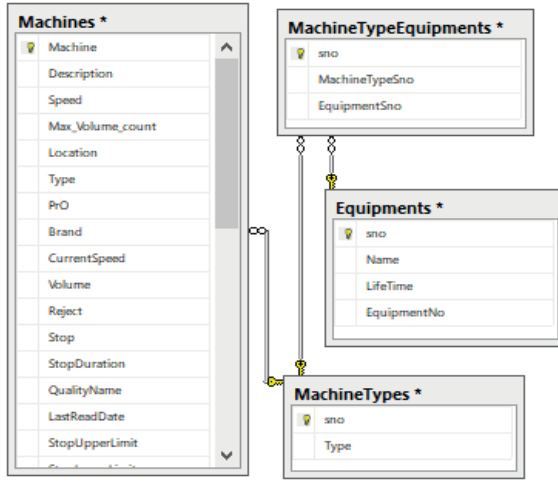 Machines *
Machine
Description
Speed
Max_Volume_count
Location
Type
PrO
Brand
CurrentSpeed
Volume
Reject
Stop
StopDuration
QualityName
LastReadDate
StopUpperLimit
MachineTypeEquipments *
sno
MachineTypeSno
EquipmentSno
Equipments *
sno
Name
LifeTime
EquipmentNo
MachineTypes *
sno
Type